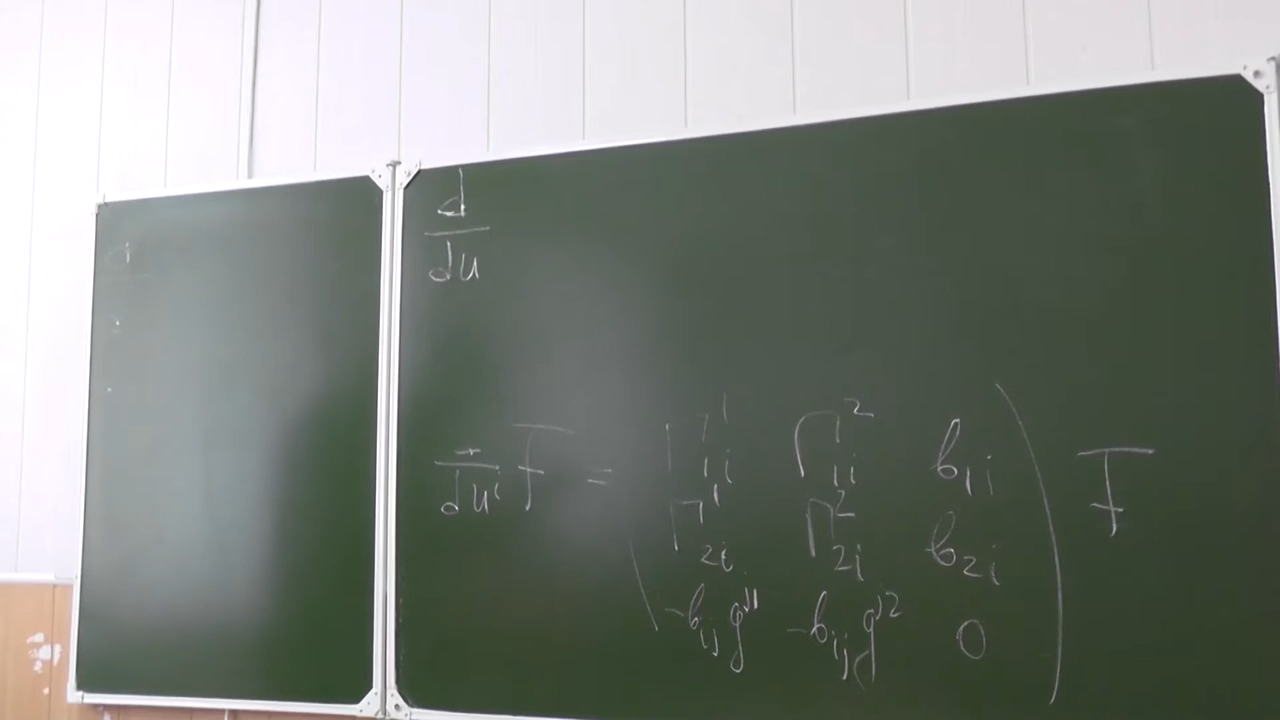 d
du
d/du^i F = ( Γ^1_{1i} Γ^2_{1i} b_{1i}
Γ^1_{2i} Γ^2_{2i} b_{2i}
-b_{ij}g^{j1} -b_{ij}g^{j2} 0 ) F